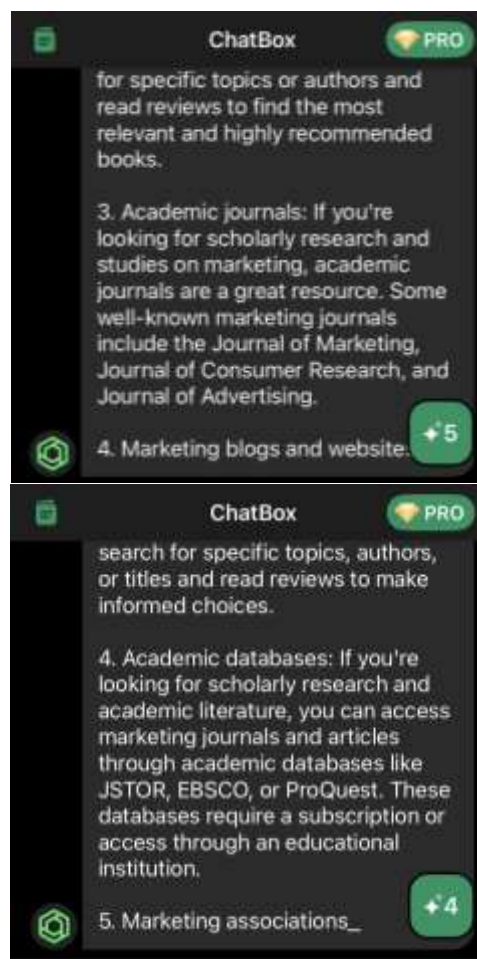 ChatBox
PRO
for specific topics or authors and
read reviews to find the most
relevant and highly recommended
books.
3. Academic journals: If you're
looking for scholarly research and
studies on marketing, academic
journals are a great resource. Some
well-known marketing journals
include the Journal of Marketing,
Journal of Consumer Research, and
Journal of Advertising.
4. Marketing blogs and website
5
ChatBox
PRO
search for specific topics, authors,
or titles and read reviews to make
informed choices.
4. Academic databases: If you're
looking for scholarly research and
academic literature, you can access
marketing journals and articles
through academic databases like
JSTOR, EBSCO, or ProQuest. These
databases require a subscription or
access through an educational
institution.
5. Marketing associations_
4